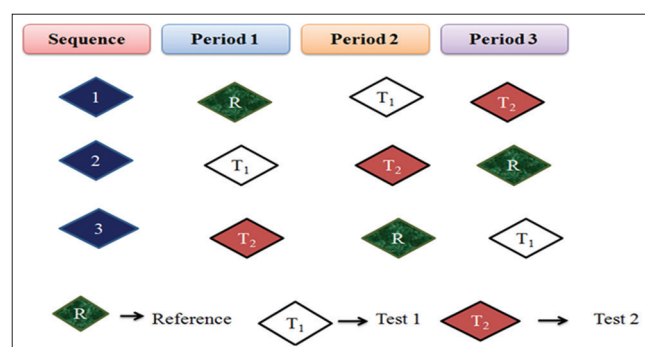 Sequence Period 1 Period 2 Period 3
1 R T₁ T₂
2 T₁ T₂ R
3 T₂ R T₁
R Reference T₁ Test 1 T₂ Test 2